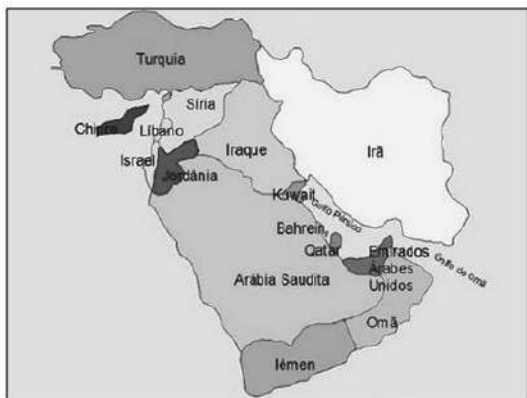 Turquia
Síria
Chipre
Líbano
Israel
Jordânia
Iraque
Irã
Kuwait
Golfo Pérsico
Bahrein
Qatar
Emirados
Árabes
Unidos
Golfo de Omã
Arábia Saudita
Omã
Iêmen